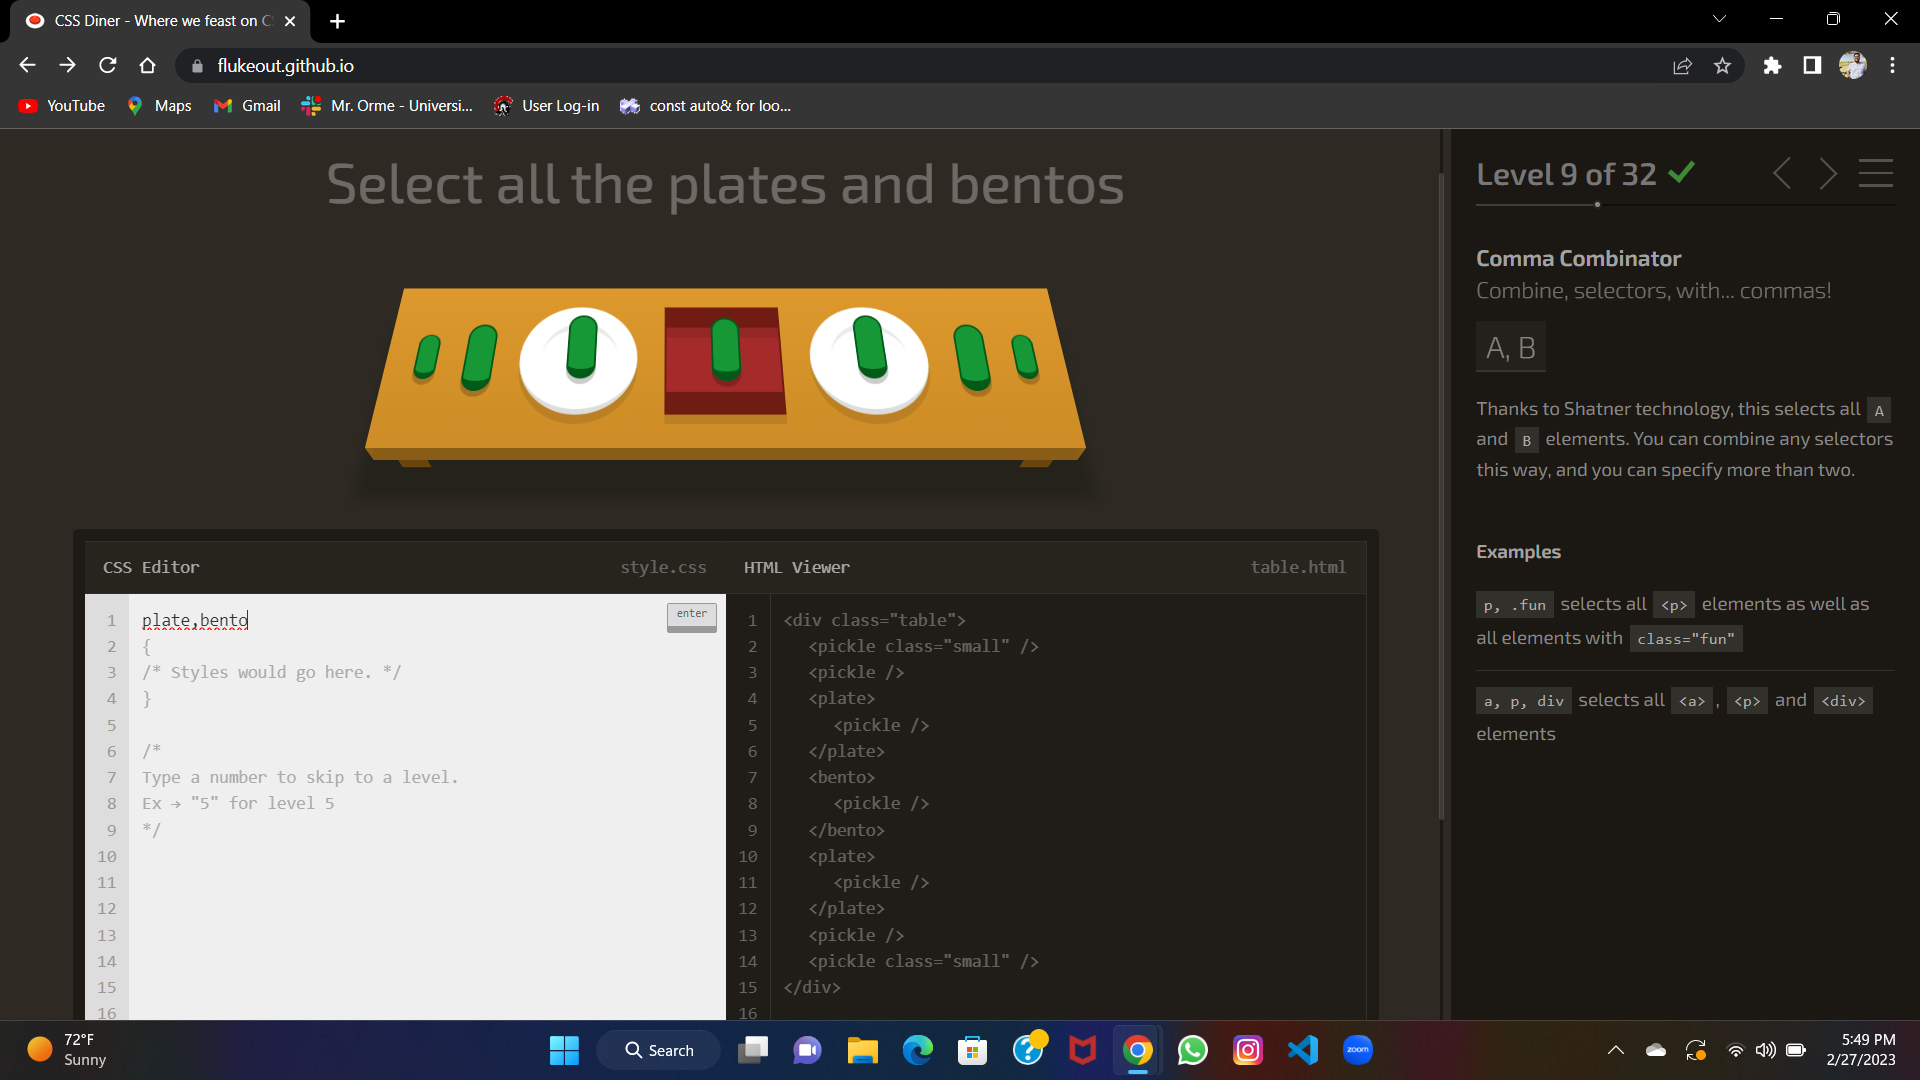 CSS Diner - Where we feast on C
flukeout.github.io
YouTube
Maps
Gmail
Mr. Orme - Universi...
User Log-in
const auto& for loo...
Select all the plates and bentos
CSS Editor
style.css
1 plate,bento
enter
2 {
3 /* Styles would go here. */
4 }
5
6 /*
7 Type a number to skip to a level.
8 Ex → "5" for level 5
9 */
10
11
12
13
14
15
16
HTML Viewer
table.html
1 <div class="table">
2 <pickle class="small" />
3 <pickle />
4 <plate>
5 <pickle />
6 </plate>
7 <bento>
8 <pickle />
9 </bento>
10 <plate>
11 <pickle />
12 </plate>
13 <pickle />
14 <pickle class="small" />
15 </div>
16
Level 9 of 32
Comma Combinator
Combine, selectors, with... commas!
A, B
Thanks to Shatner technology, this selects all A
and B elements. You can combine any selectors
this way, and you can specify more than two.
Examples
p, .fun selects all <p> elements as well as
all elements with class="fun"
a, p, div selects all <a>, <p> and <div>
elements
72°F
Sunny
Search
zoom
5:49 PM
2/27/2023